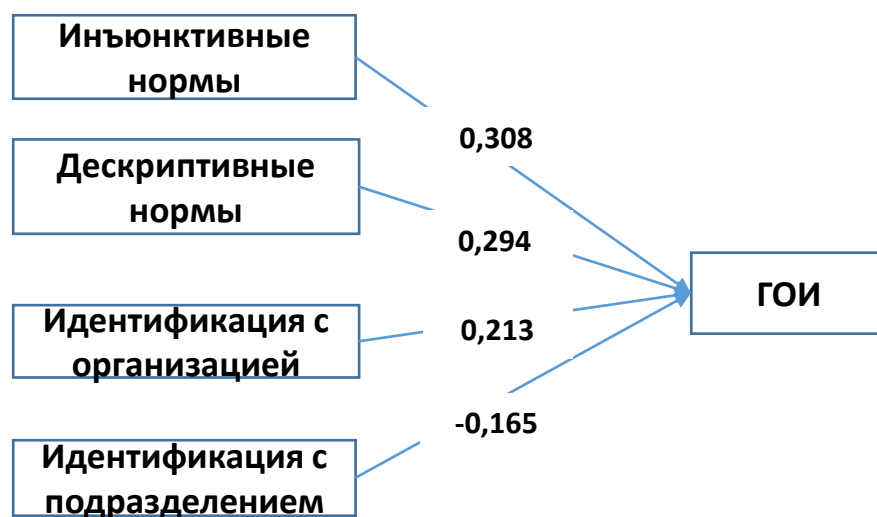 Инъюнктивные
нормы
0,308
Дескриптивные
нормы
0,294
ГОИ
Идентификация с
организацией
0,213
-0,165
Идентификация с
подразделением